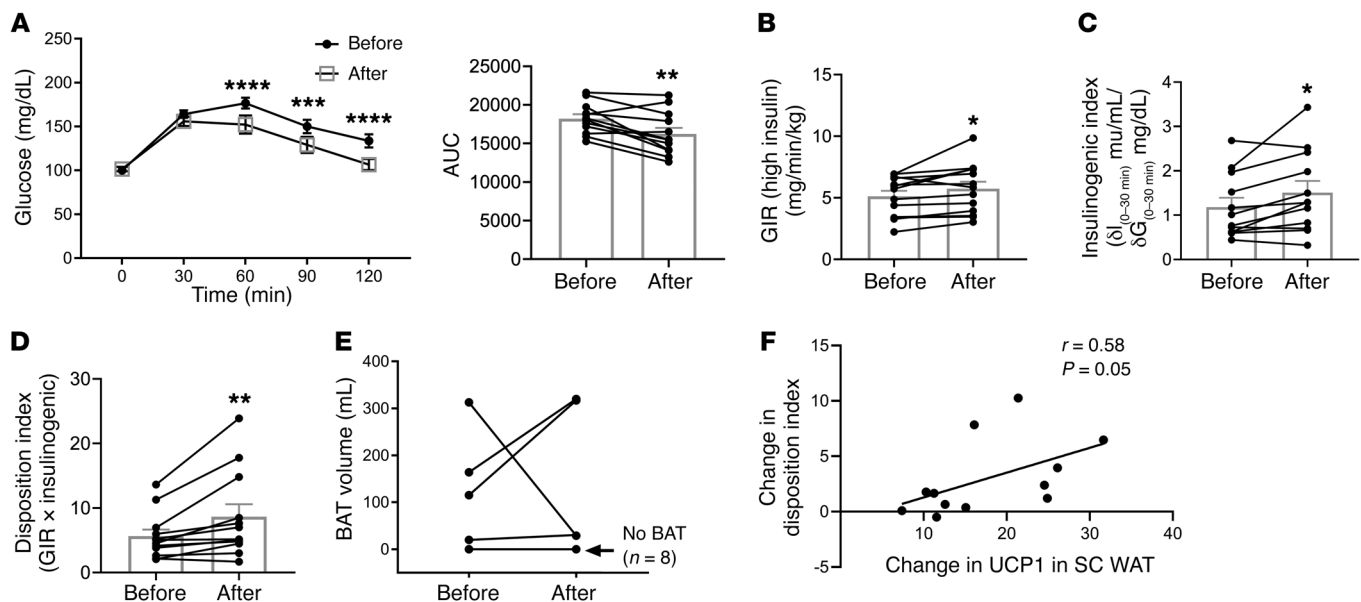 A
250
200
150
100
50
0
Glucose (mg/dL)
Before
After
****
***
****
0 30 60 90 120
Time (min)
25000
20000
15000
10000
5000
0
AUC
**
Before After
B
15
10
5
0
GIR (high insulin)
(mg/min/kg)
*
Before After
C
4
3
2
1
0
Insulinogenic index
(δI(0–30 min) mu/mL/
δG(0–30 min) mg/dL)
*
Before After
D
30
20
10
0
Disposition index
(GIR × insulinogenic)
**
Before After
E
400
300
200
100
0
BAT volume (mL)
No BAT
(n = 8)
Before After
F
15
10
5
0
-5
Change in
disposition index
r = 0.58
P = 0.05
10 20 30 40
Change in UCP1 in SC WAT